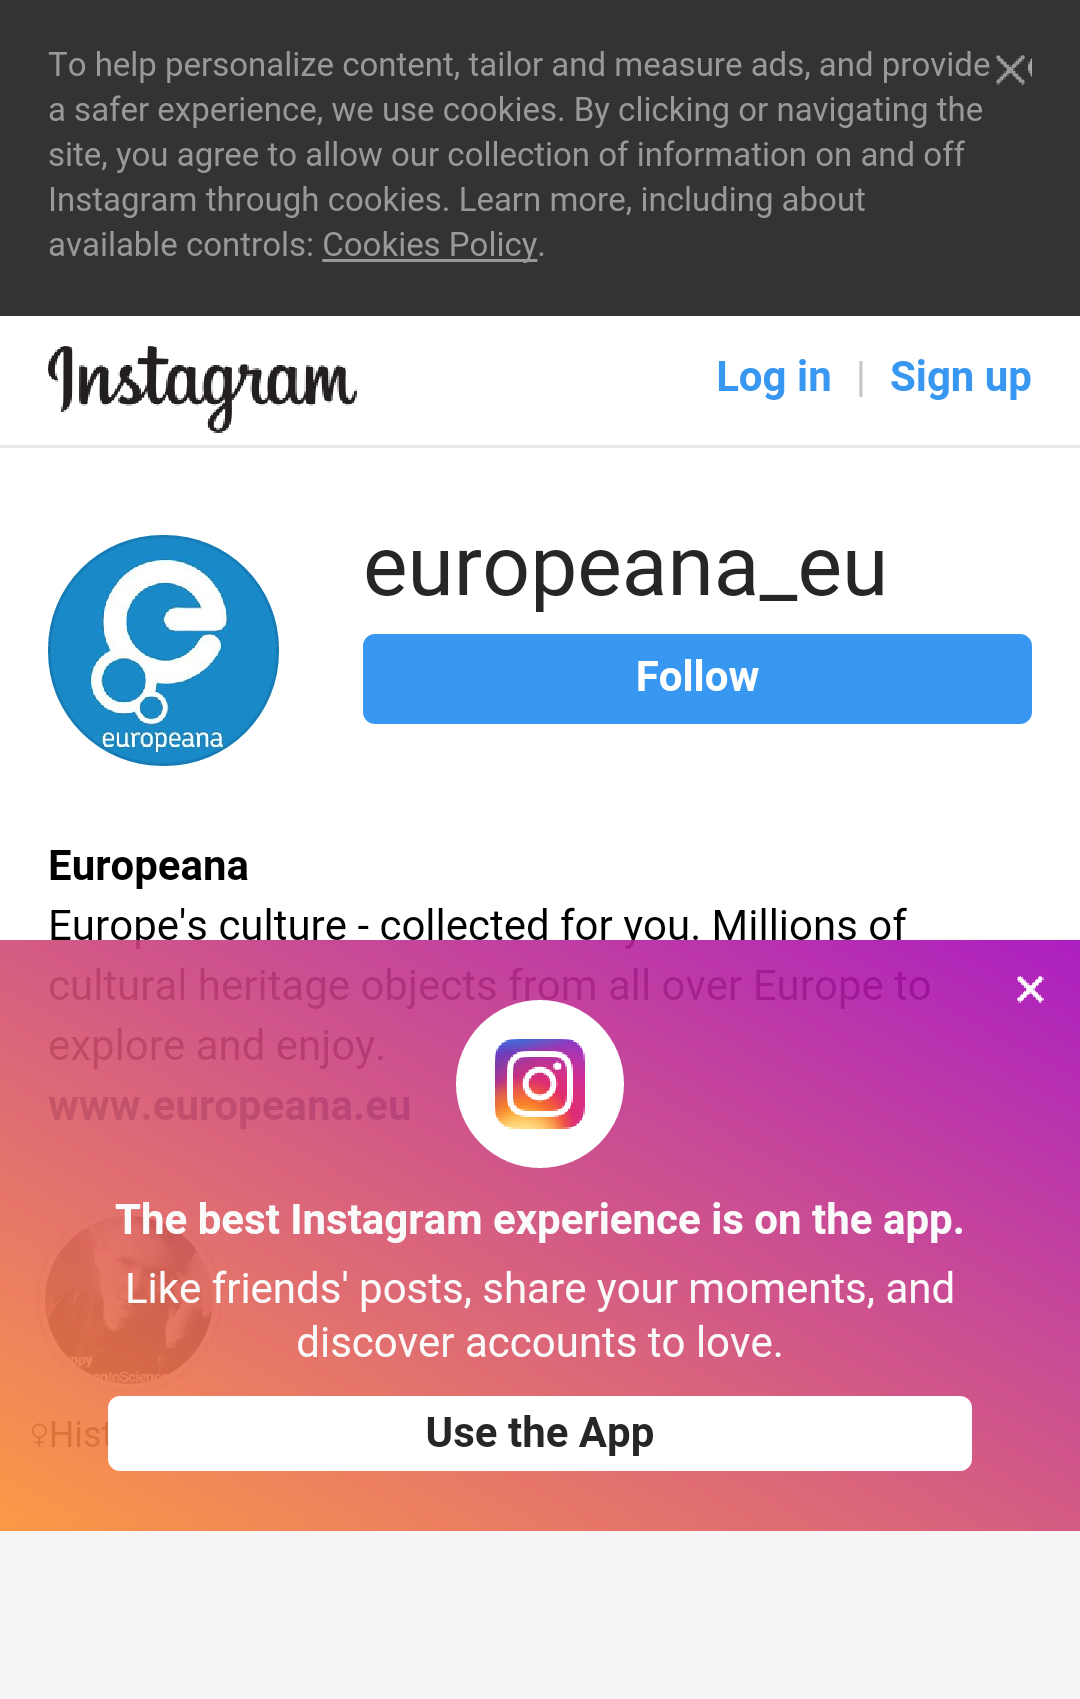 To help personalize content, tailor and measure ads, and provide
a safer experience, we use cookies. By clicking or navigating the
site, you agree to allow our collection of information on and off
Instagram through cookies. Learn more, including about
available controls: Cookies Policy.
Instagram
Log in | Sign up
europeana_eu
Follow
europeana
Europeana
Europe's culture - collected for you. Millions of
cultural heritage objects from all over Europe to
explore and enjoy.
www.europeana.eu
The best Instagram experience is on the app.
Like friends' posts, share your moments, and
discover accounts to love.
♀Hist
Use the App